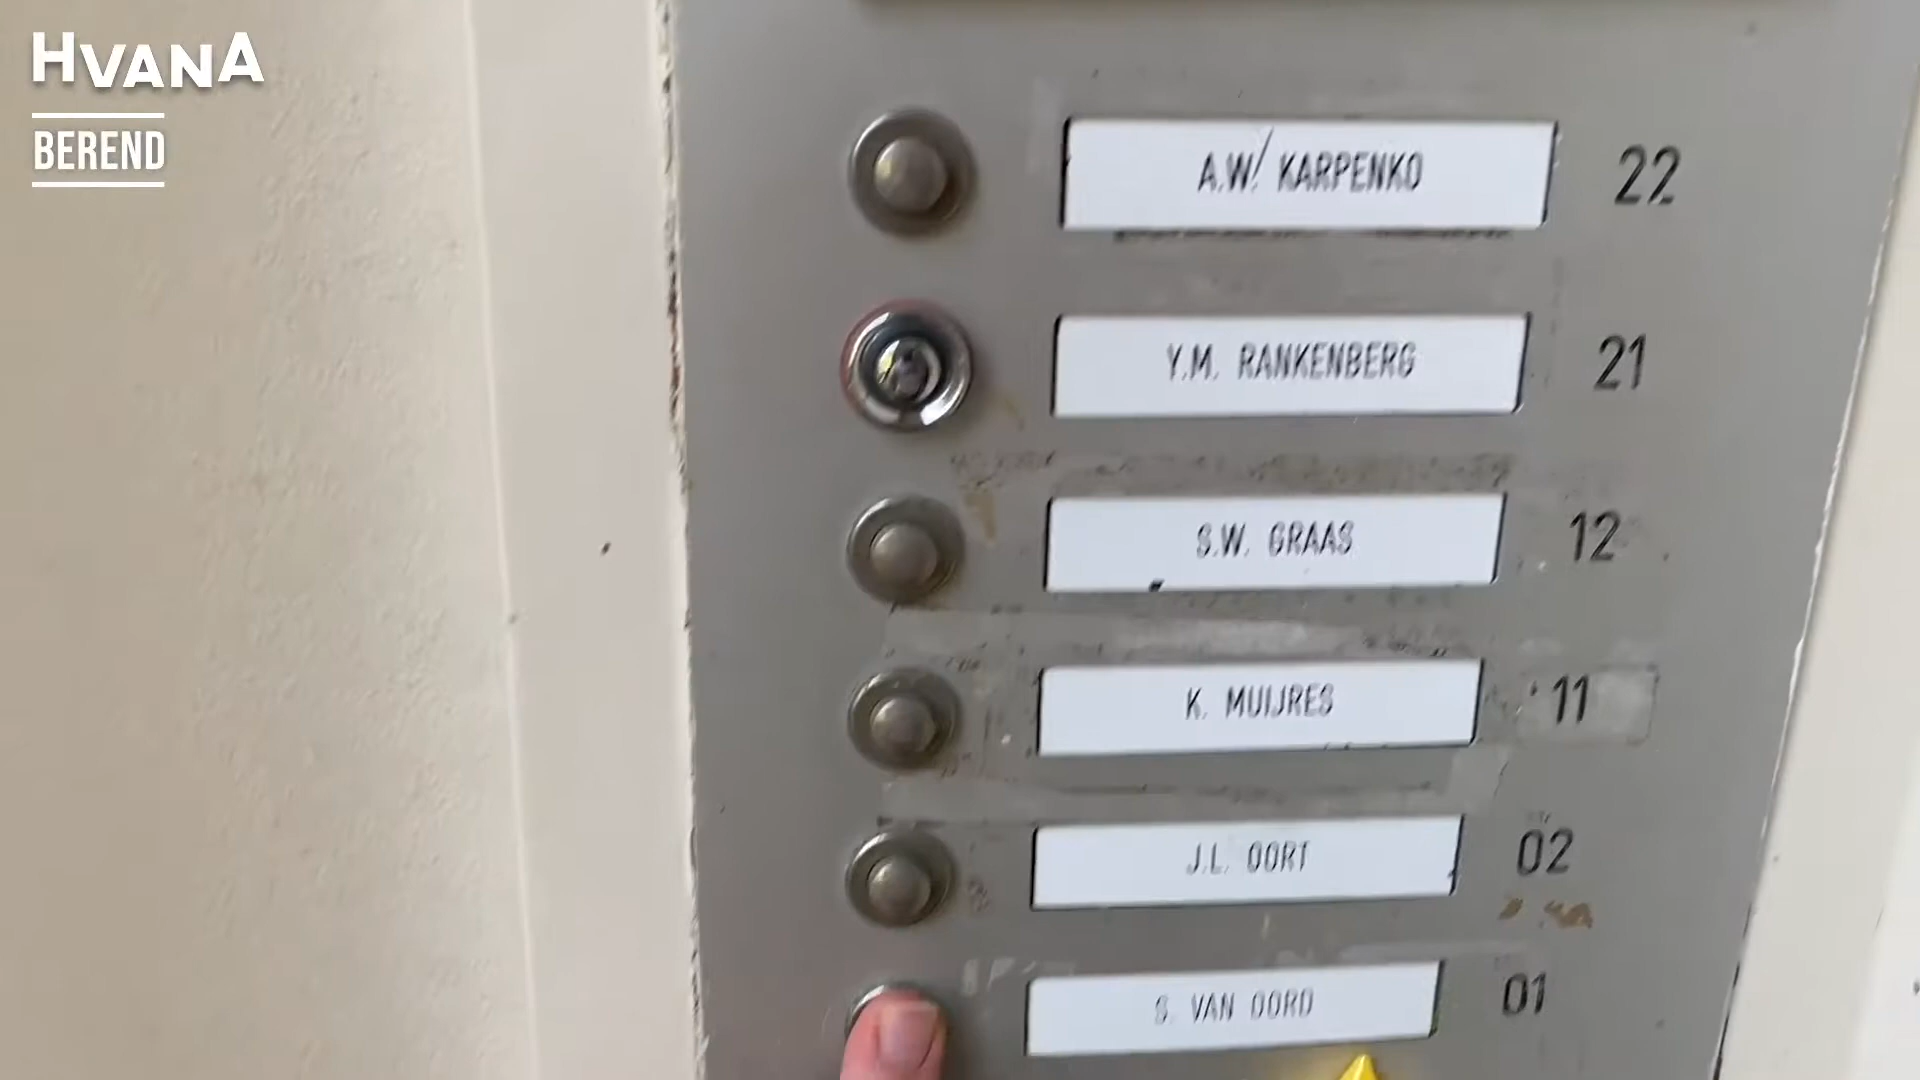 HVANA
BEREND
A.W. KARPENKO 22
Y.M. RANKENBERG 21
S.W. GRAAS 12
K. MUIJRES 11
J.L. OORT 02
S. VAN OORD 01